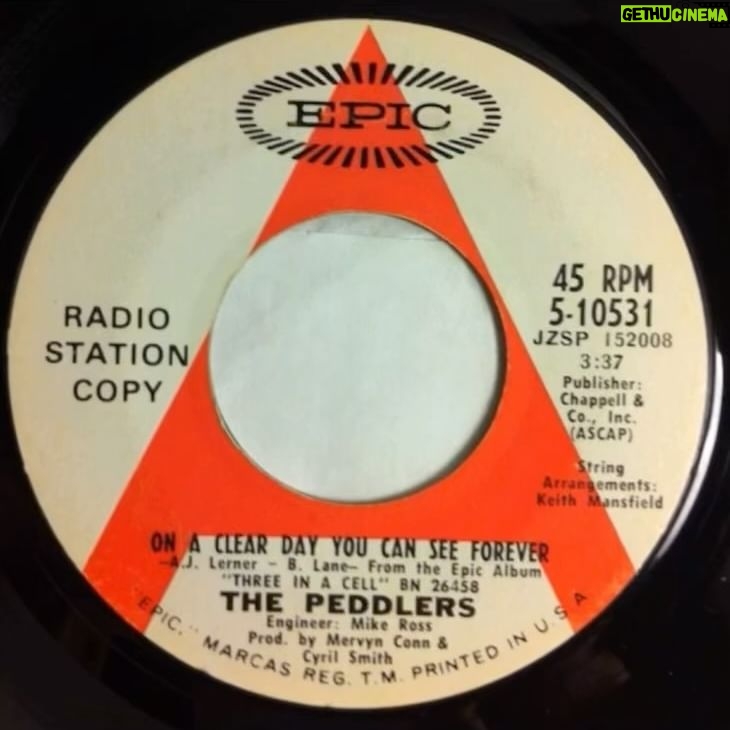 GETHUCINEMA
EPIC
RADIO
STATION
COPY
45 RPM
5-10531
JZSP 152008
3:37
Publisher:
Chappell &
Co., Inc.
(ASCAP)
String
Arrangements:
Keith Mansfield
ON A CLEAR DAY YOU CAN SEE FOREVER
-A.J. Lerner - B. Lane- From the Epic Album
"THREE IN A CELL" BN 26458
THE PEDDLERS
Engineer: Mike Ross
Prod. by Mervyn Conn &
Cyril Smith
"EPIC," MARCAS REG. T.M. PRINTED IN U.S.A.